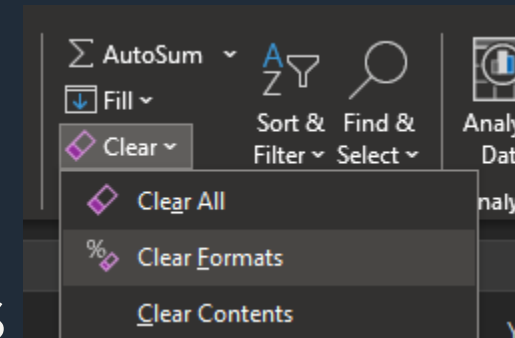 AutoSum
Fill
Clear
Sort &
Filter
Find &
Select
Clear All
Clear Formats
Clear Contents